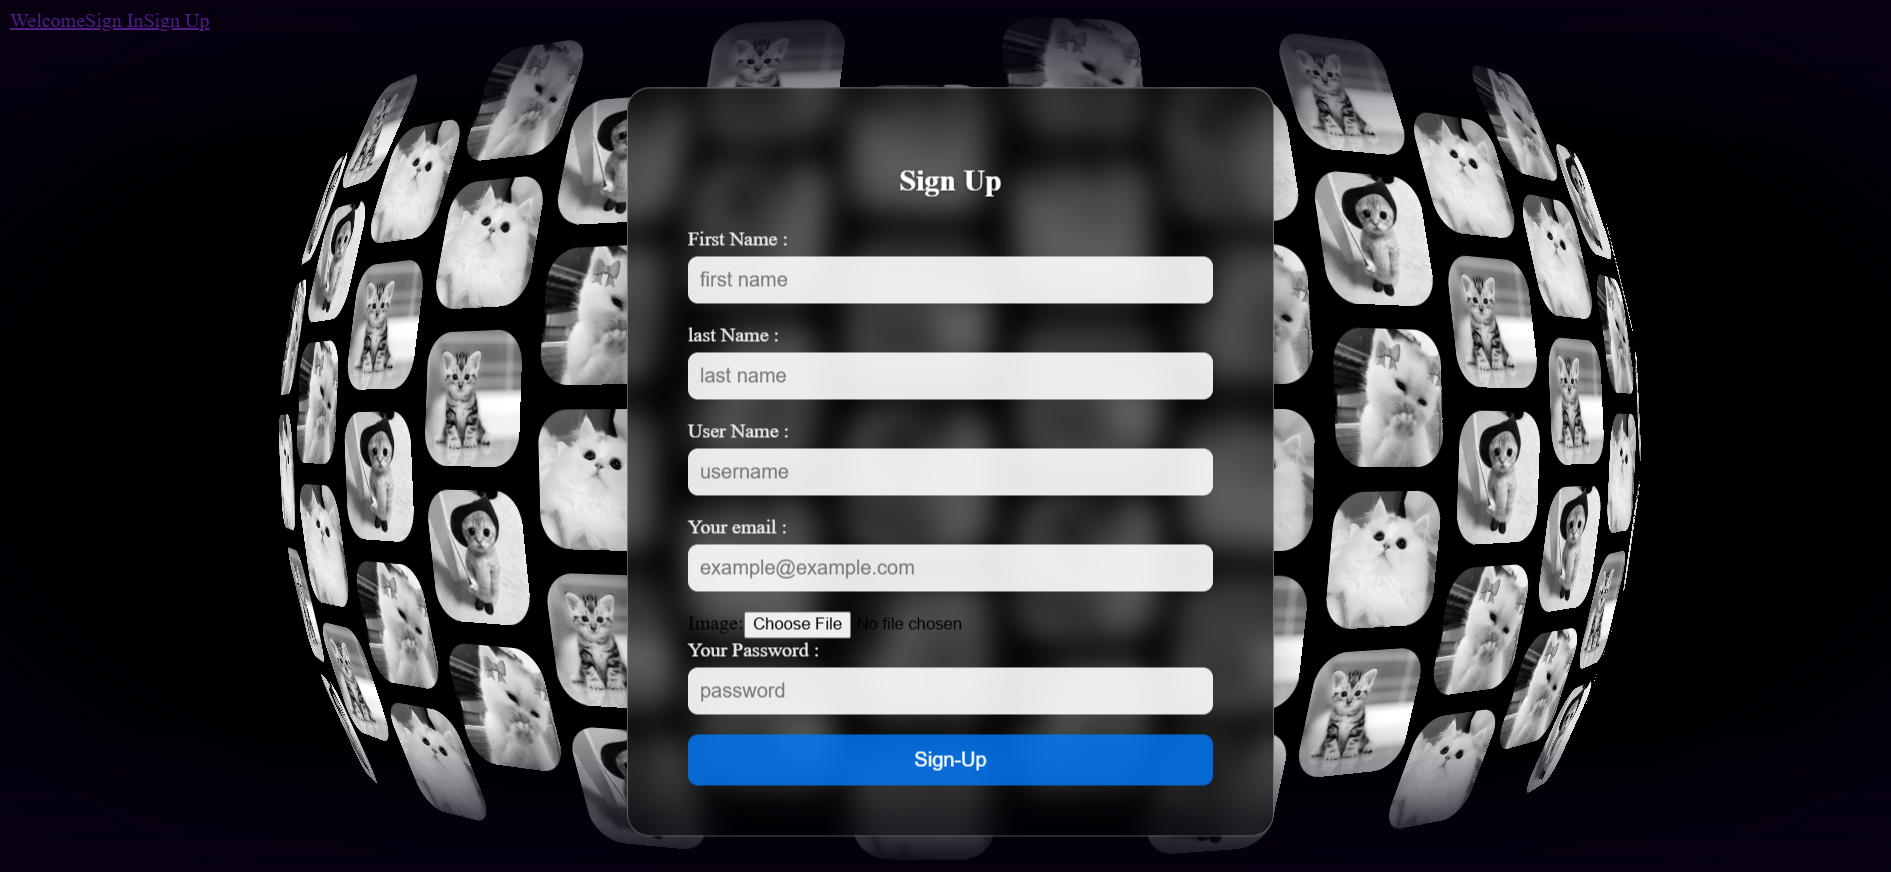 WelcomeSign InSign Up
Sign Up
First Name :
first name
last Name :
last name
User Name :
username
Your email :
example@example.com
Image: Choose File No file chosen
Your Password :
password
Sign-Up